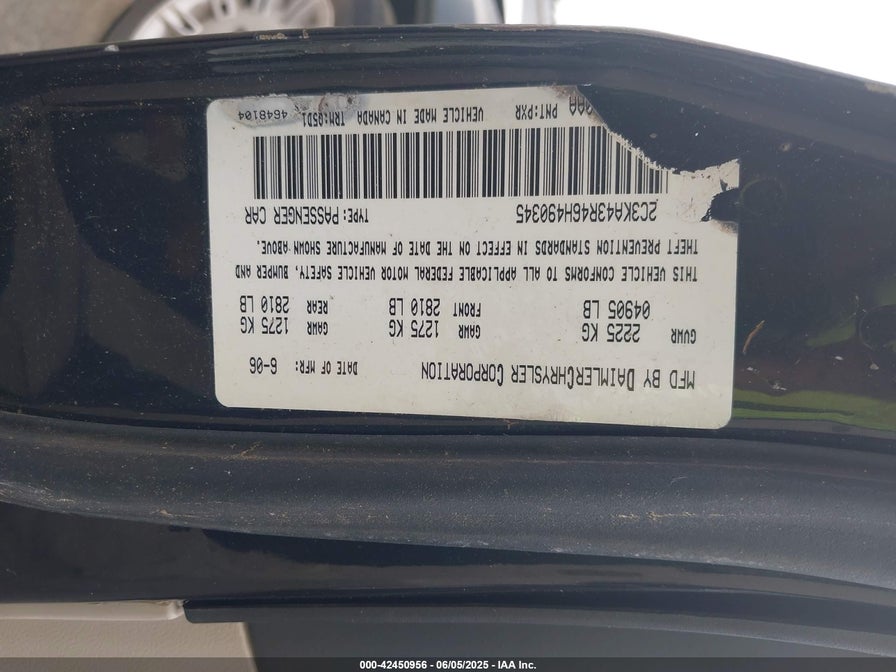 MFD BY DAIMLERCHRYSLER CORPORATION
DATE OF MFR: 6-06
GVWR
2225 KG
04905 LB
GAWR FRONT
1275 KG
2810 LB
GAWR REAR
1275 KG
2810 LB
THIS VEHICLE CONFORMS TO ALL APPLICABLE FEDERAL MOTOR VEHICLE SAFETY, BUMPER AND
THEFT PREVENTION STANDARDS IN EFFECT ON THE DATE OF MANUFACTURE SHOWN ABOVE.
2C3KA43R46H490345
TYPE: PASSENGER CAR
PNT:PXR
VEHICLE MADE IN CANADA
TRM:05D1
4648104
000-42450956 | 06/05/2025 - IAA Inc.